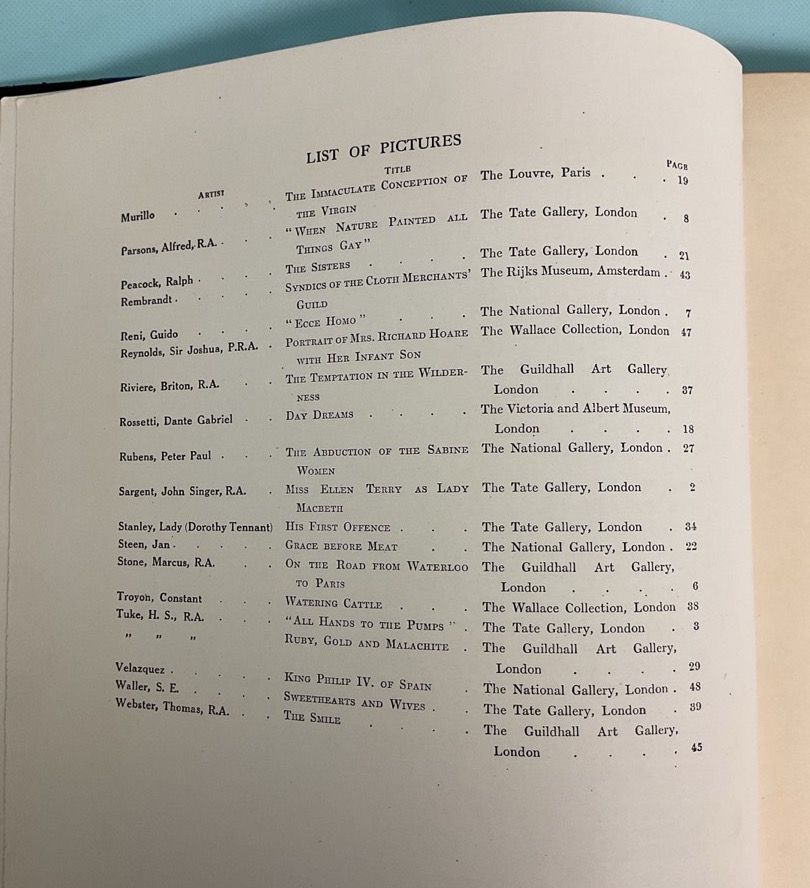 LIST OF PICTURES
ARTIST TITLE PAGE
Murillo . . . . . THE IMMACULATE CONCEPTION OF The Louvre, Paris . . . 19
THE VIRGIN
Parsons, Alfred, R.A. . . . "WHEN NATURE PAINTED ALL The Tate Gallery, London . 8
THINGS GAY"
Peacock, Ralph . . . . THE SISTERS . . . . The Tate Gallery, London . 21
Rembrandt . . . . . SYNDICS OF THE CLOTH MERCHANTS' The Rijks Museum, Amsterdam . 43
GUILD
Reni, Guido . . . . "ECCE HOMO" . . . The National Gallery, London . 7
Reynolds, Sir Joshua, P.R.A. . PORTRAIT OF MRS. RICHARD HOARE The Wallace Collection, London 47
WITH HER INFANT SON
Riviere, Briton, R.A. . . THE TEMPTATION IN THE WILDER- The Guildhall Art Gallery,
NESS London . . . . 37
Rossetti, Dante Gabriel . . DAY DREAMS . . . . The Victoria and Albert Museum,
London . . . . 18
Rubens, Peter Paul . . . THE ABDUCTION OF THE SABINE The National Gallery, London . 27
WOMEN
Sargent, John Singer, R.A. . MISS ELLEN TERRY AS LADY The Tate Gallery, London . 2
MACBETH
Stanley, Lady (Dorothy Tennant) HIS FIRST OFFENCE . . . The Tate Gallery, London . 34
Steen, Jan . . . . . GRACE BEFORE MEAT . . The National Gallery, London . 22
Stone, Marcus, R.A. . . ON THE ROAD FROM WATERLOO The Guildhall Art Gallery,
TO PARIS London . . . . 6
Troyon, Constant . . . WATERING CATTLE . . . The Wallace Collection, London 38
Tuke, H. S., R.A. . . . "ALL HANDS TO THE PUMPS" . The Tate Gallery, London . 3
" " " RUBY, GOLD AND MALACHITE . The Guildhall Art Gallery,
London . . . . 29
Velazquez . . . . . KING PHILIP IV. OF SPAIN . The National Gallery, London . 48
Waller, S. E. . . . . SWEETHEARTS AND WIVES . . The Tate Gallery, London . 39
Webster, Thomas, R.A. . . THE SMILE . . . . The Guildhall Art Gallery,
London . . . . 45